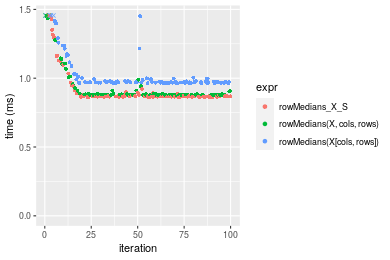 1.5
1.0
0.5
0.0
time (ms)
0
25
50
75
100
iteration
expr
rowMedians_X_S
rowMedians(X, cols, rows)
rowMedians(X[cols, rows])